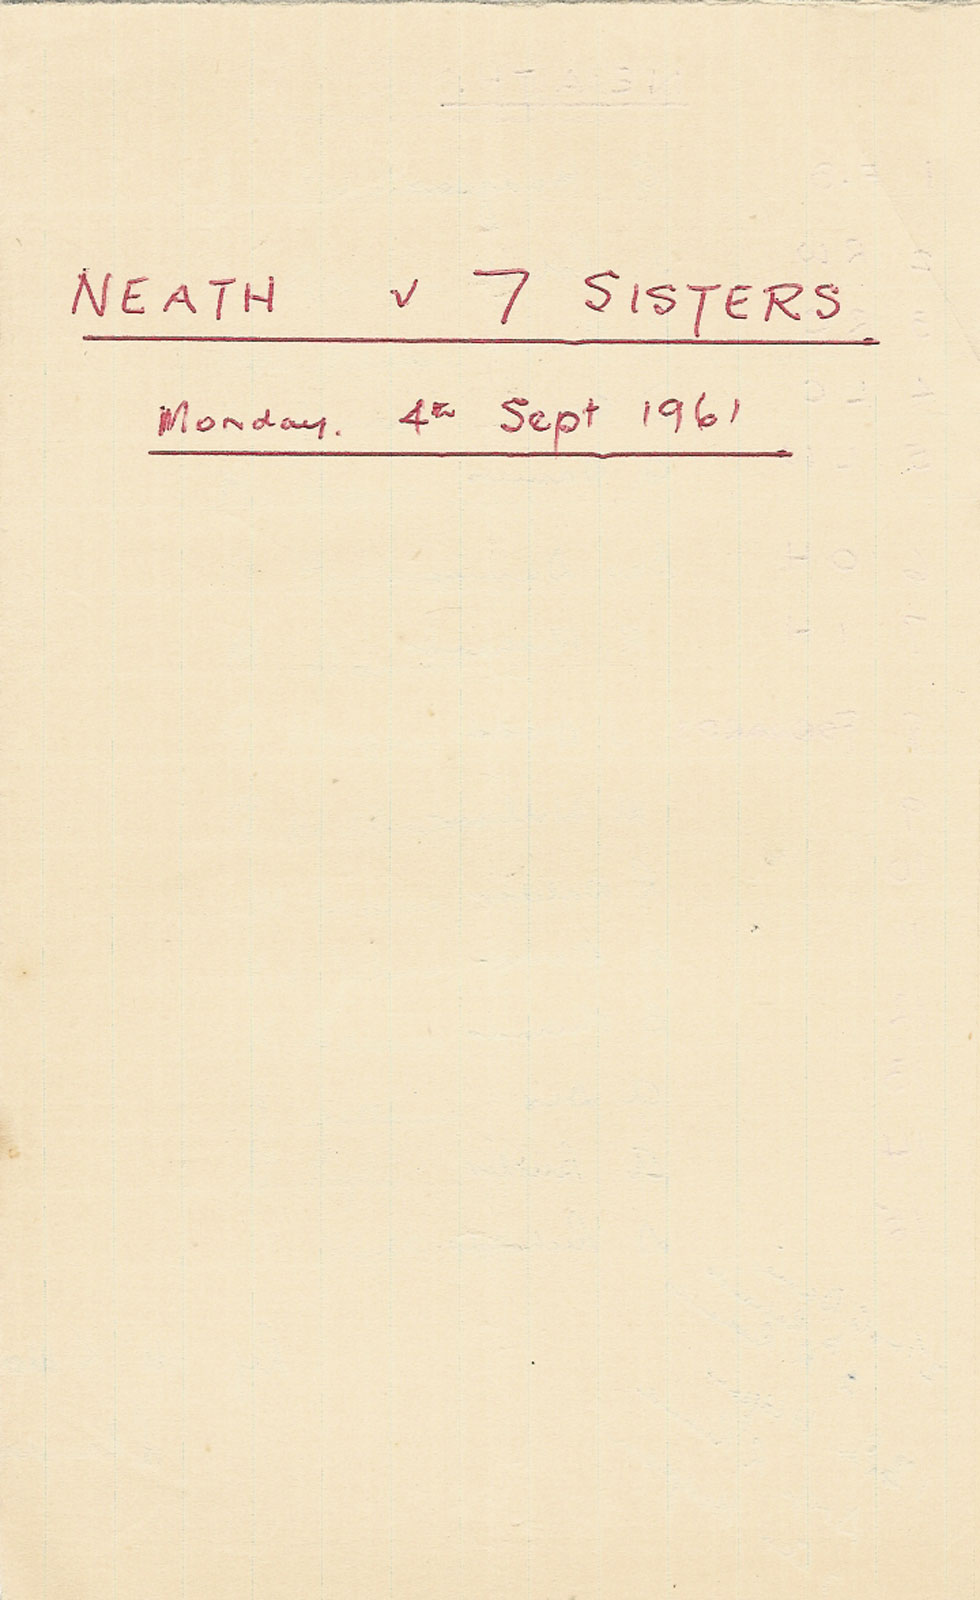 NEATH v 7 SISTERS
Monday. 4th Sept 1961